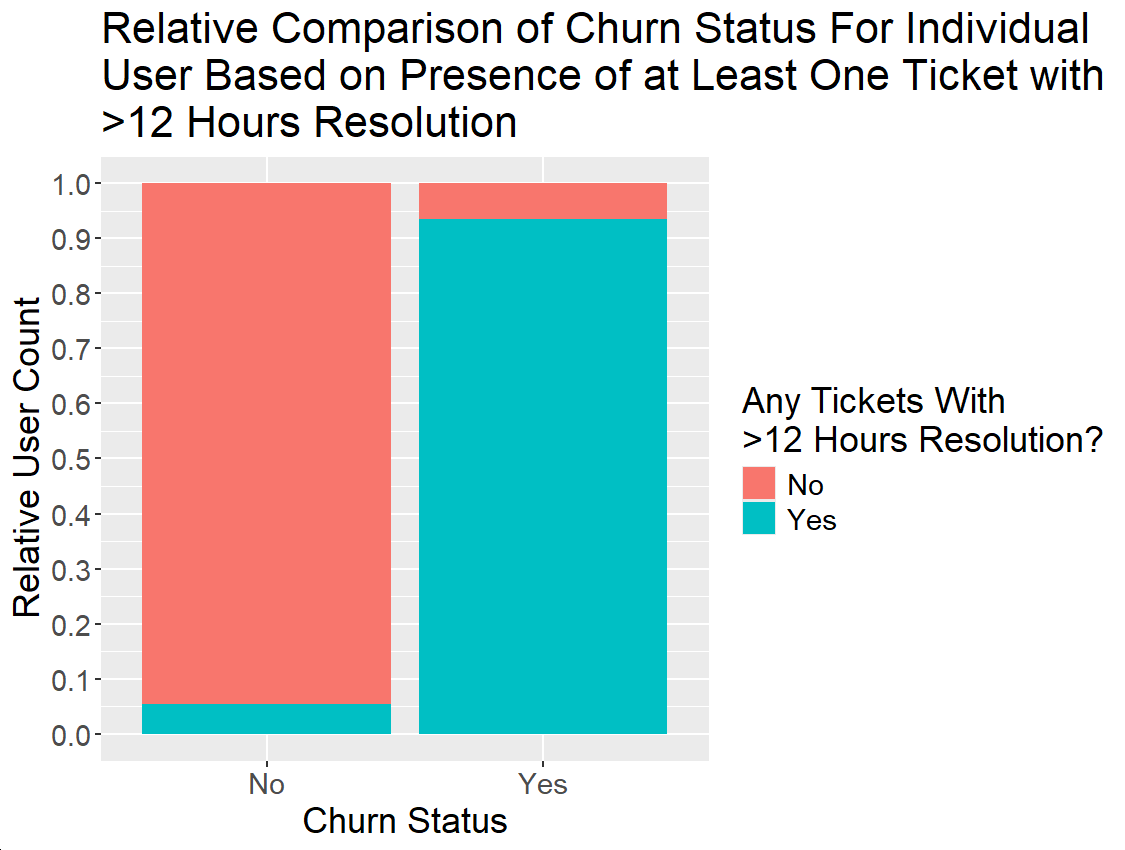 Relative Comparison of Churn Status For Individual
User Based on Presence of at Least One Ticket with
>12 Hours Resolution
Relative User Count
1.0
0.9
0.8
0.7
0.6
0.5
0.4
0.3
0.2
0.1
0.0
No
Yes
Churn Status
Any Tickets With
>12 Hours Resolution?
No
Yes